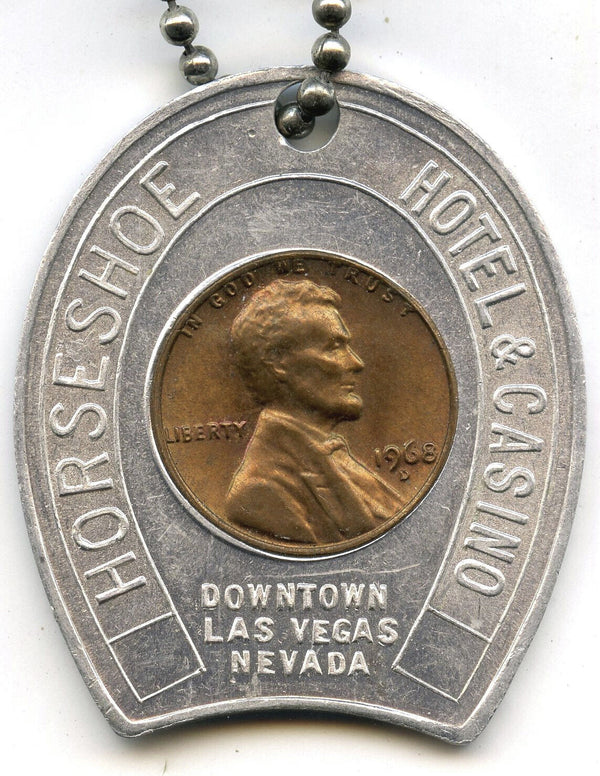 HORSESHOE
HOTEL & CASINO
IN GOD WE TRUST
LIBERTY
1968
D
DOWNTOWN
LAS VEGAS
NEVADA